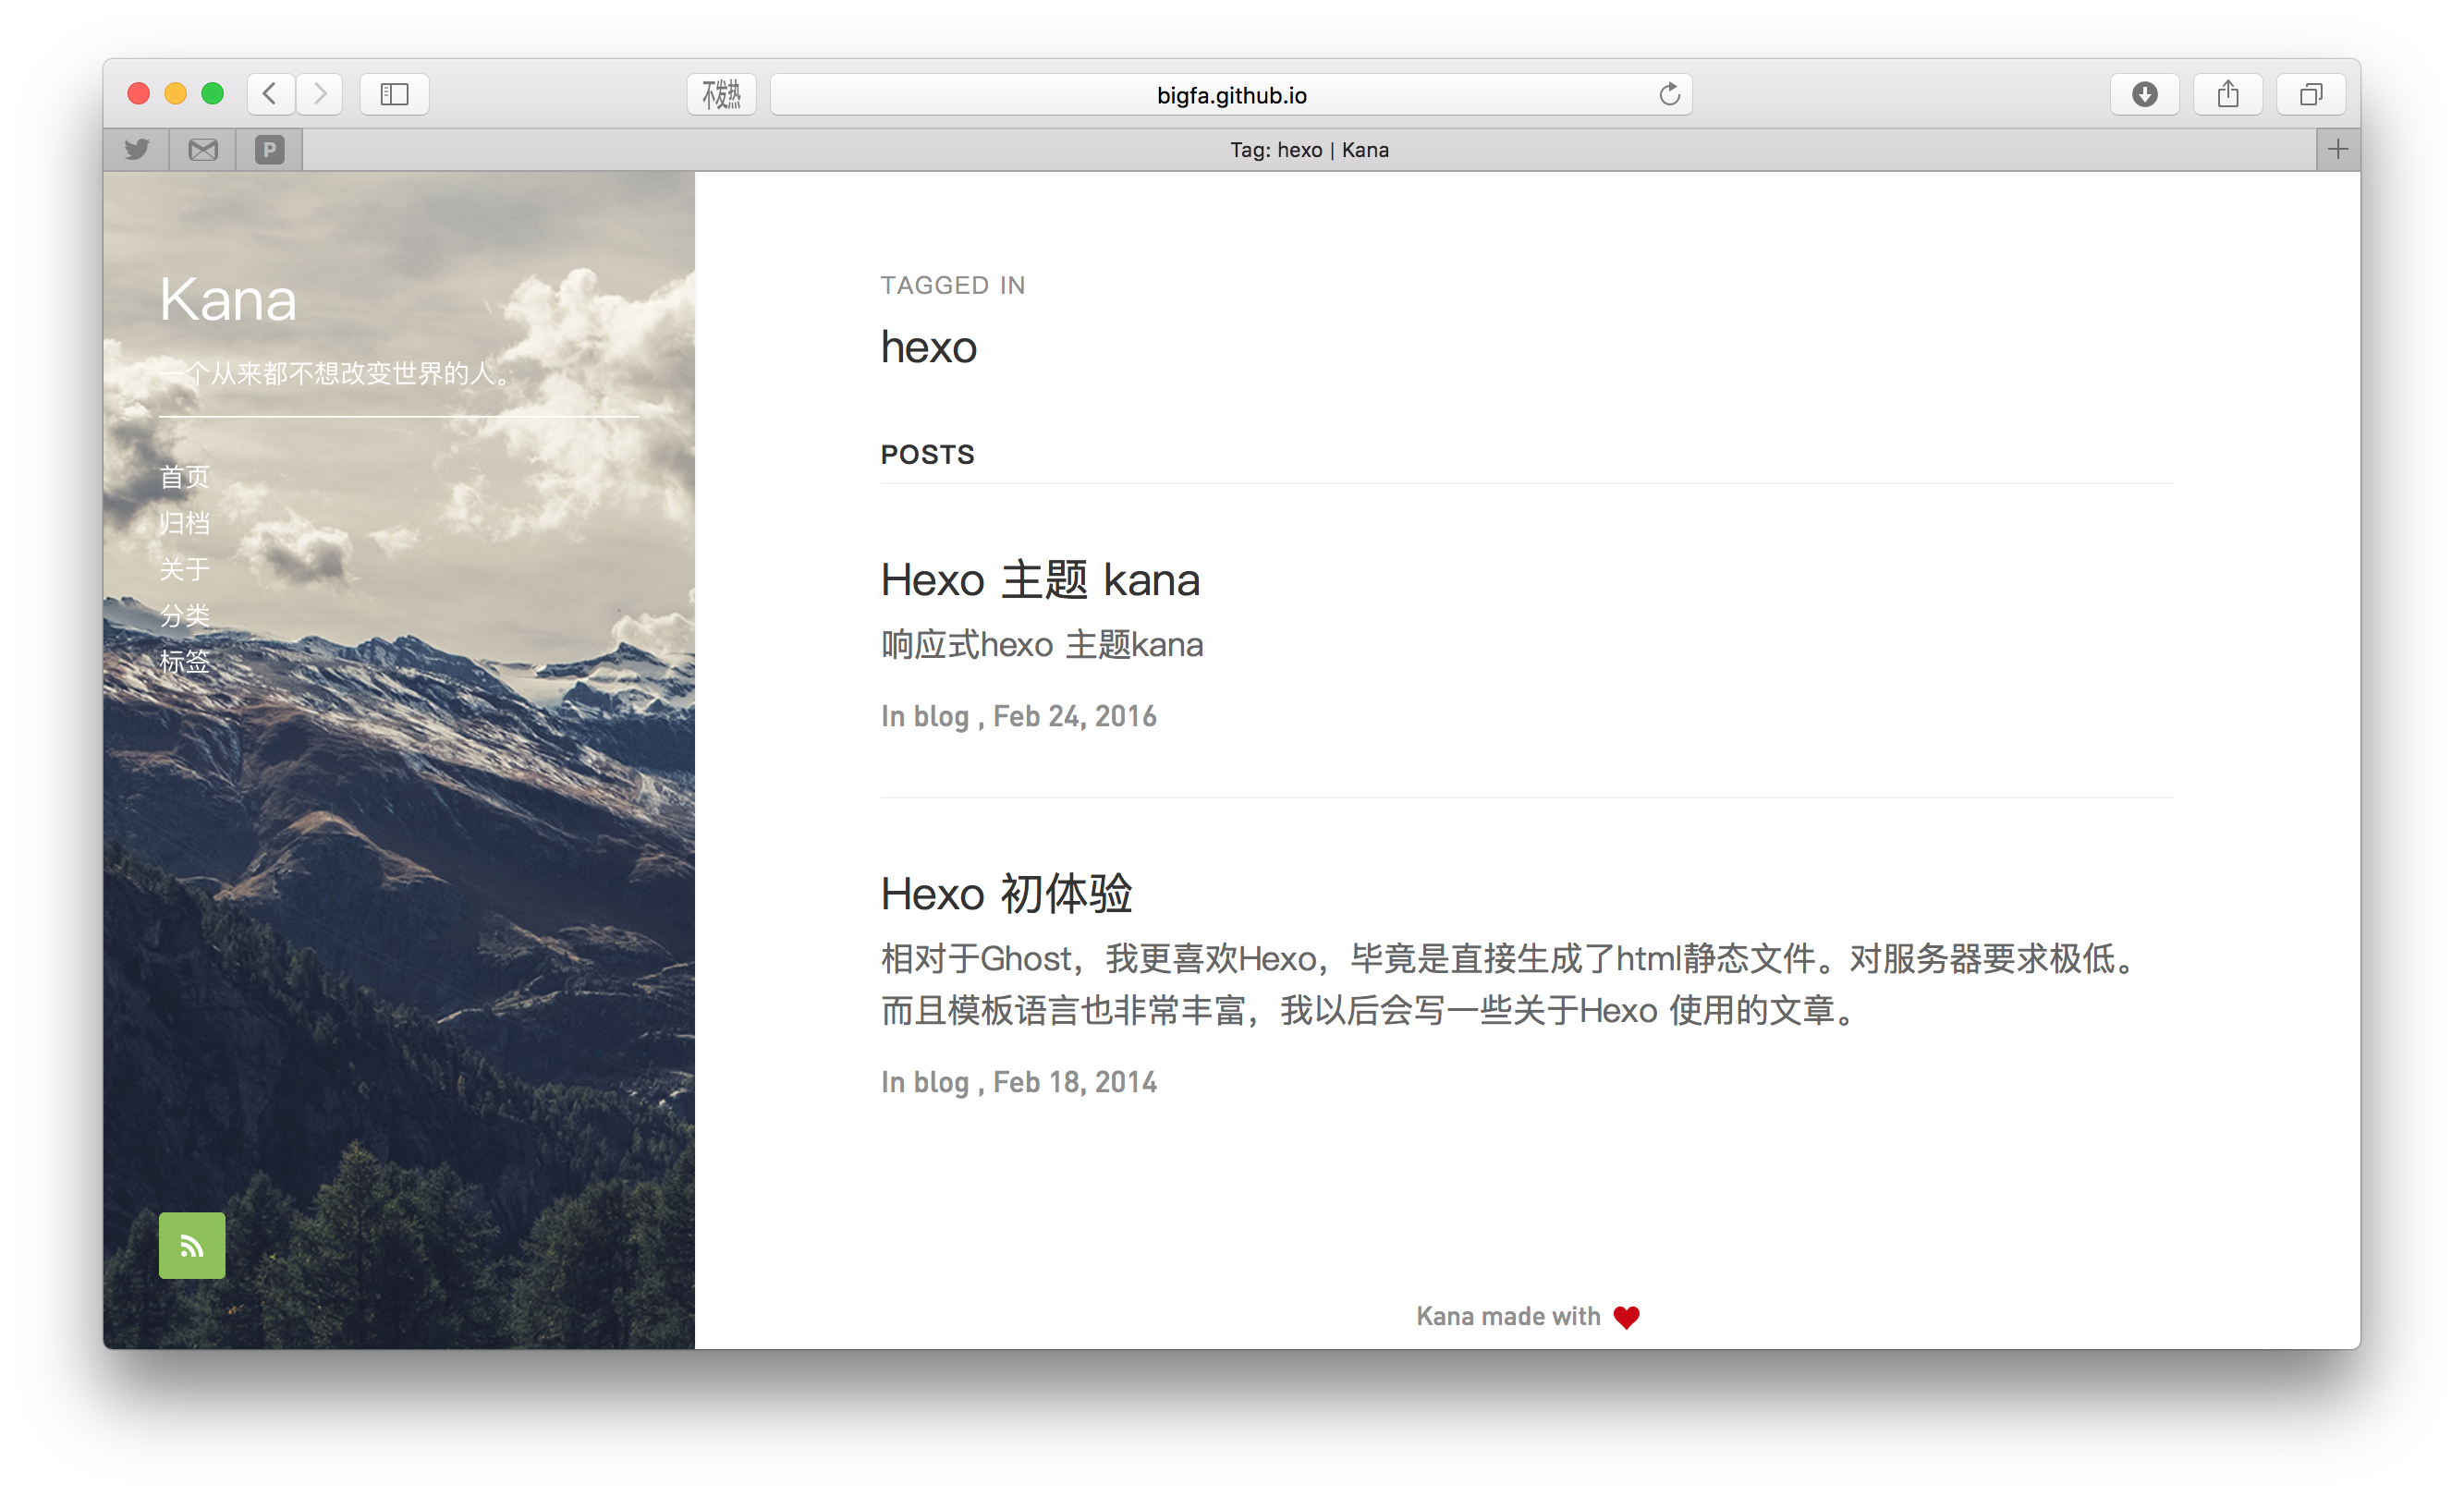 不发热
bigfa.github.io
P
Tag: hexo | Kana
Kana
一个从来都不想改变世界的人。
首页
归档
关于
分类
标签
TAGGED IN
hexo
POSTS
Hexo 主题 kana
响应式hexo 主题kana
In blog , Feb 24, 2016
Hexo 初体验
相对于Ghost，我更喜欢Hexo，毕竟是直接生成了html静态文件。对服务器要求极低。
而且模板语言也非常丰富，我以后会写一些关于Hexo 使用的文章。
In blog , Feb 18, 2014
Kana made with